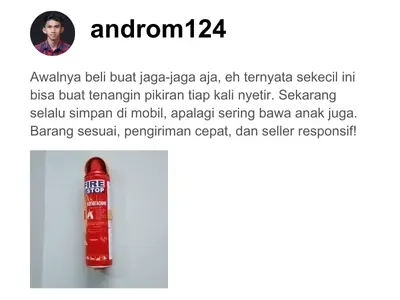 androm124
Awalnya beli buat jaga-jaga aja, eh ternyata sekecil ini
bisa buat tenangin pikiran tiap kali nyetir. Sekarang
selalu simpan di mobil, apalagi sering bawa anak juga.
Barang sesuai, pengiriman cepat, dan seller responsif!
FIRE
STOP